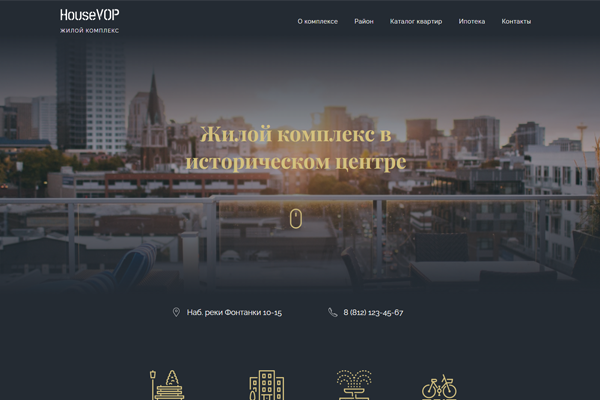 HouseVOP
ЖИЛОЙ КОМПЛЕКС
О комплексе Район Каталог квартир Ипотека Контакты
Жилой комплекс в
историческом центре
Наб. реки Фонтанки 10-15 8 (812) 123-45-67